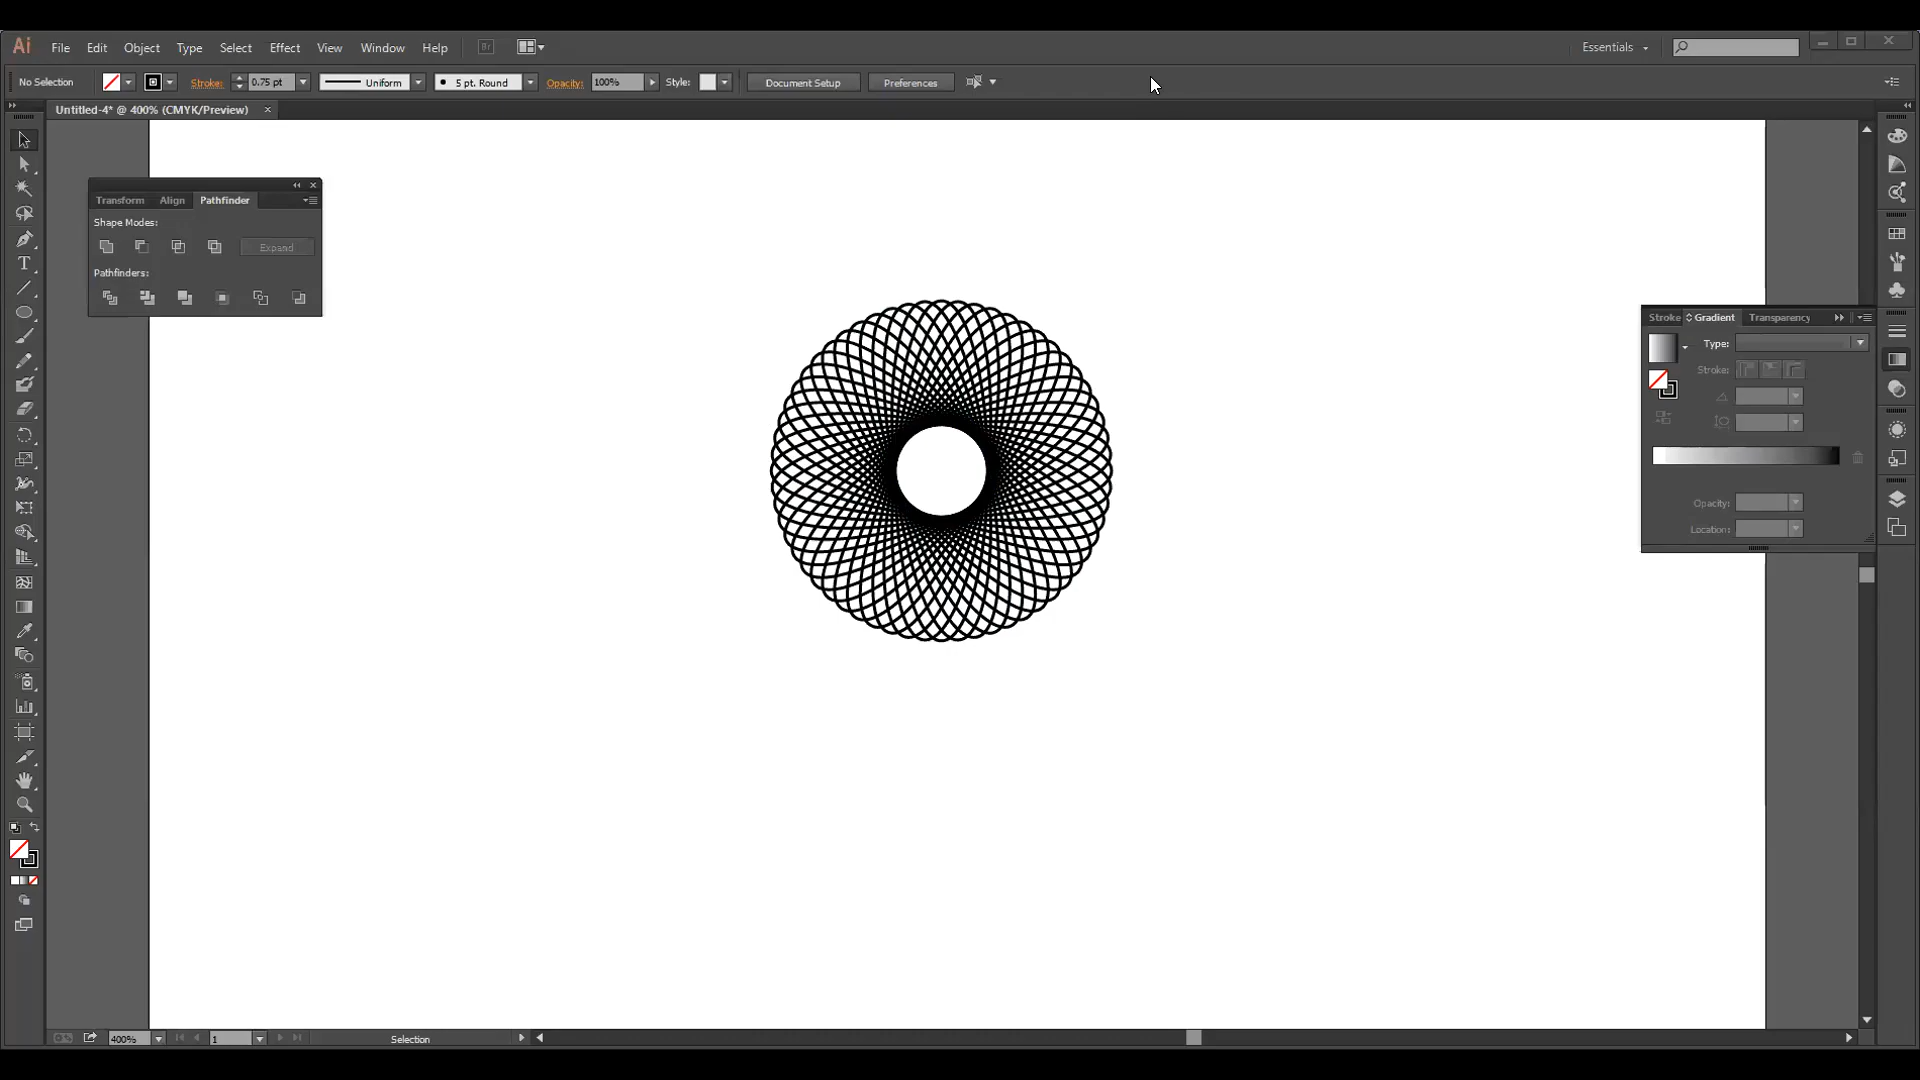 Ai File Edit Object Type Select Effect View Window Help Br Essentials
No Selection Stroke: 0.75 pt Uniform 5 pt. Round Opacity: 100% Style: Document Setup Preferences
Untitled-4* @ 400% (CMYK/Preview)
Transform Align Pathfinder
Shape Modes:
Expand
Pathfinders:
Stroke Gradient Transparency
Type:
Stroke:
Opacity:
Location:
400% 1 Selection